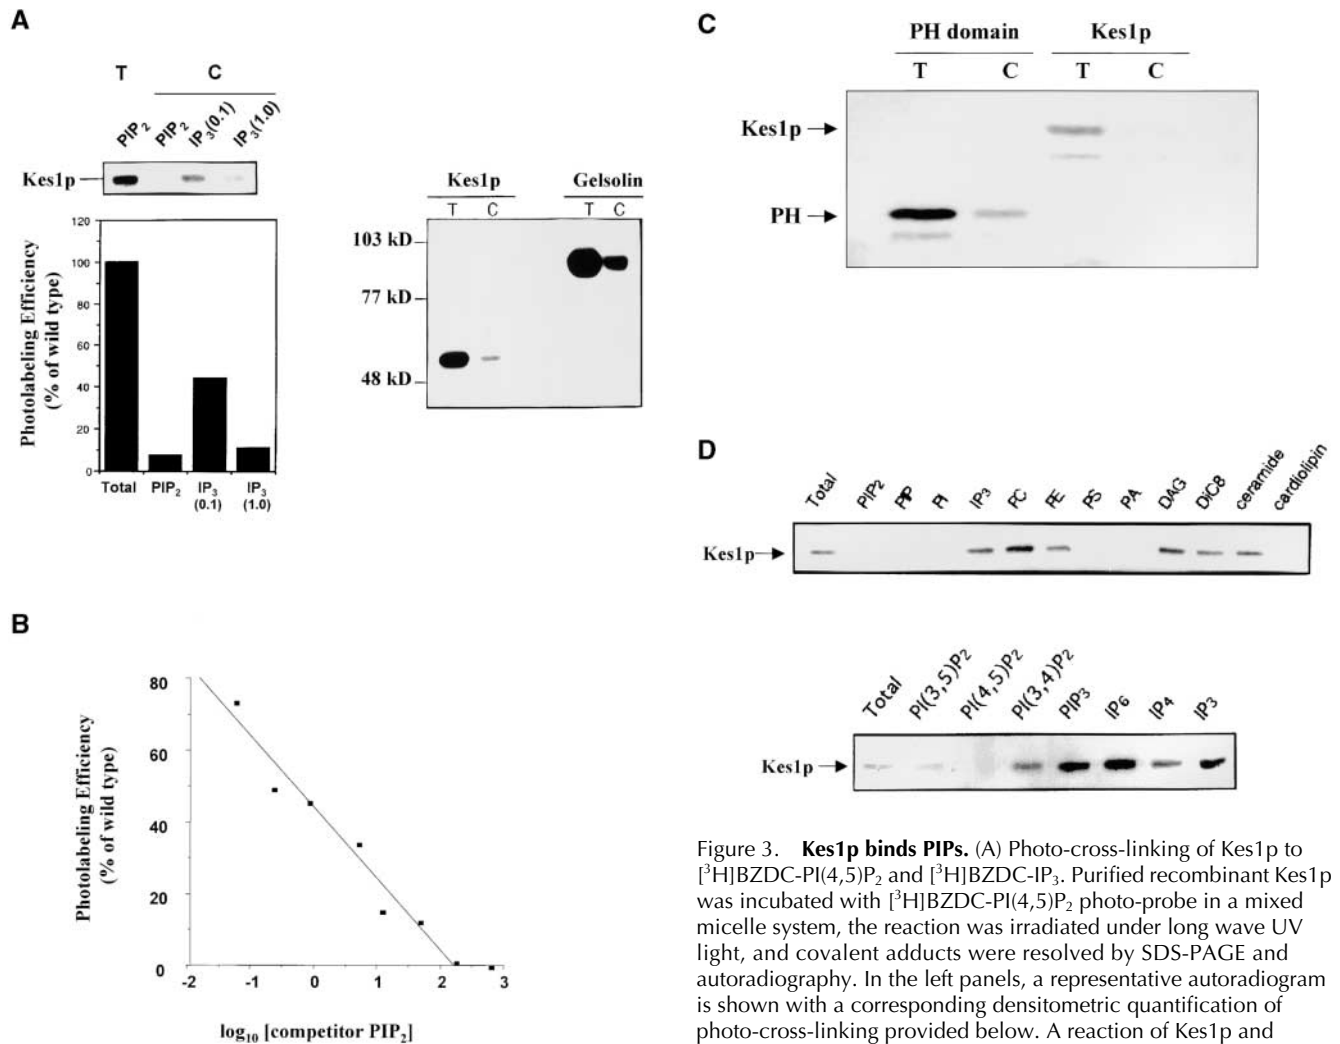 A
T C
PIP₂ PIP₂ IP₃(0.1) IP₃(1.0)
Kes1p
Photolabeling Efficiency
(% of wild type)
120
100
80
60
40
20
0
Total PIP₂ IP₃ IP₃
(0.1) (1.0)
Kes1p Gelsolin
T C T C
103 kD
77 kD
48 kD
B
Photolabeling Efficiency
(% of wild type)
80
60
40
20
0
-2 -1 0 1 2 3
log₁₀ [competitor PIP₂]
C
PH domain Kes1p
T C T C
Kes1p
PH
D
Total PIP₂ PIP PI IP₃ PC PE PS PA DAG DiC8 ceramide cardiolipin
Kes1p
Total PI(3,5)P₂ PI(4,5)P₂ PI(3,4)P₂ PIP₃ IP₆ IP₄ IP₃
Kes1p
Figure 3. Kes1p binds PIPs. (A) Photo-cross-linking of Kes1p to
[³H]BZDC-PI(4,5)P₂ and [³H]BZDC-IP₃. Purified recombinant Kes1p
was incubated with [³H]BZDC-PI(4,5)P₂ photo-probe in a mixed
micelle system, the reaction was irradiated under long wave UV
light, and covalent adducts were resolved by SDS-PAGE and
autoradiography. In the left panels, a representative autoradiogram
is shown with a corresponding densitometric quantification of
photo-cross-linking provided below. A reaction of Kes1p and